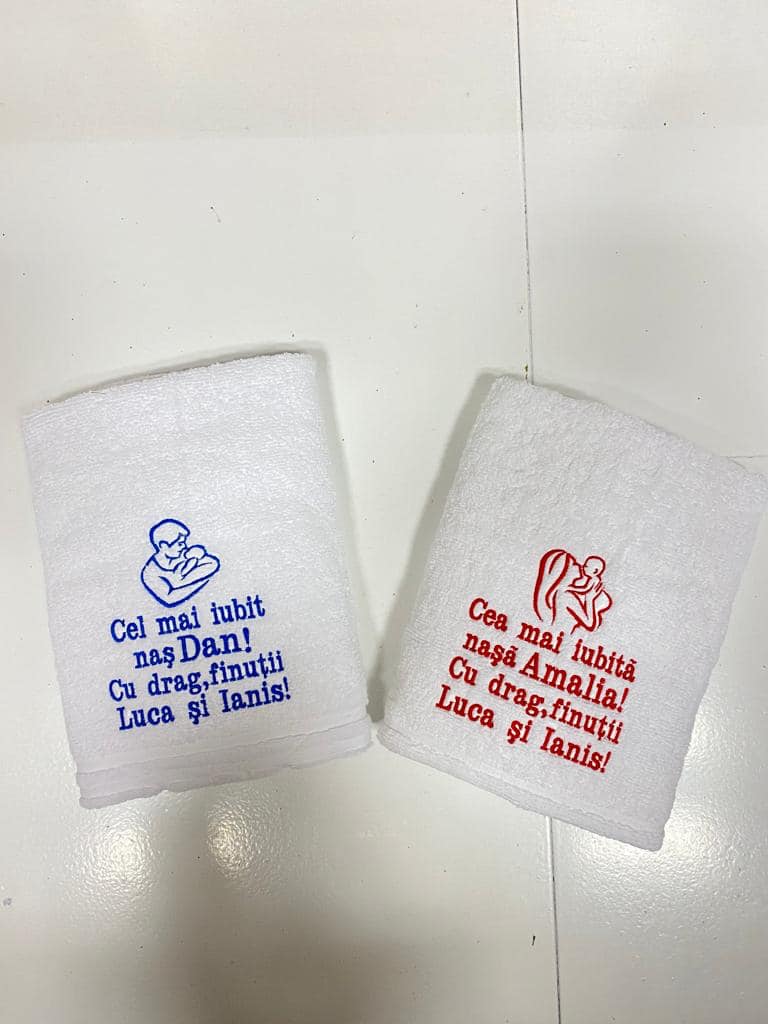 Cel mai iubit
naş Dan!
Cu drag,finuţii
Luca şi Ianis!
Cea mai iubită
naşă Amalia!
Cu drag,finuţii
Luca şi Ianis!